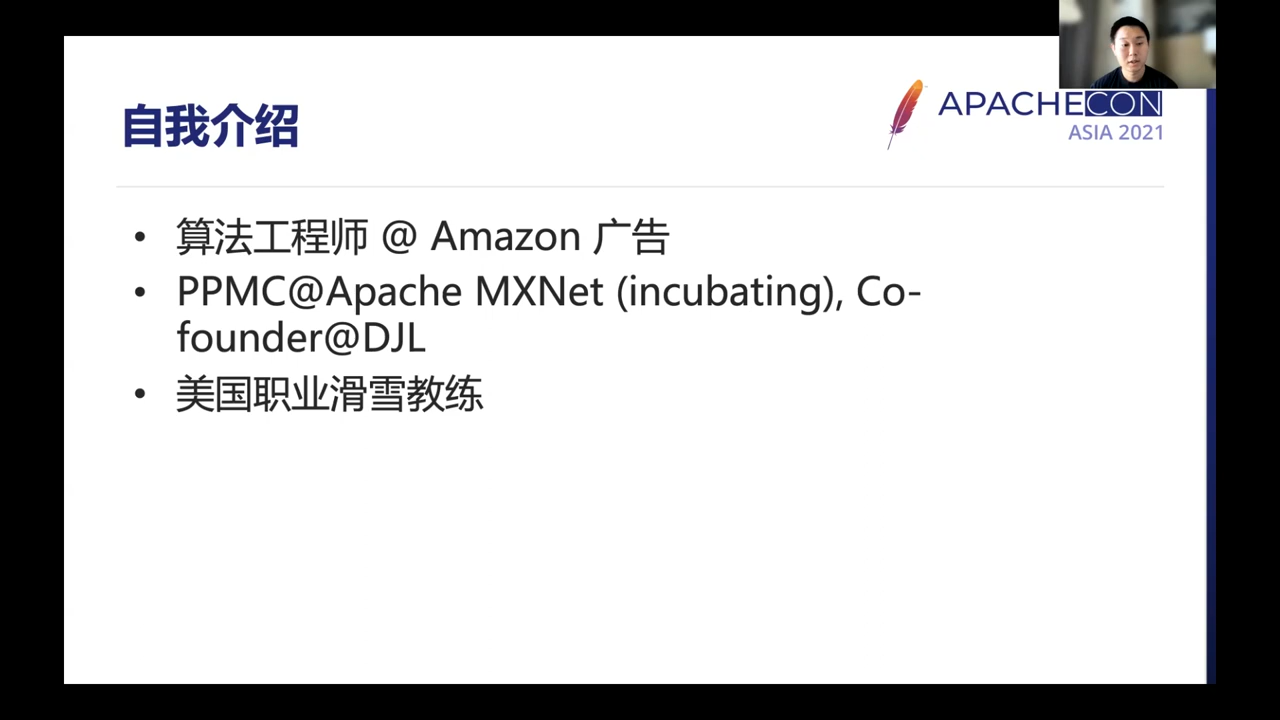 自我介绍
APACHECON
ASIA 2021
• 算法工程师 @ Amazon 广告
• PPMC@Apache MXNet (incubating), Co-
founder@DJL
• 美国职业滑雪教练